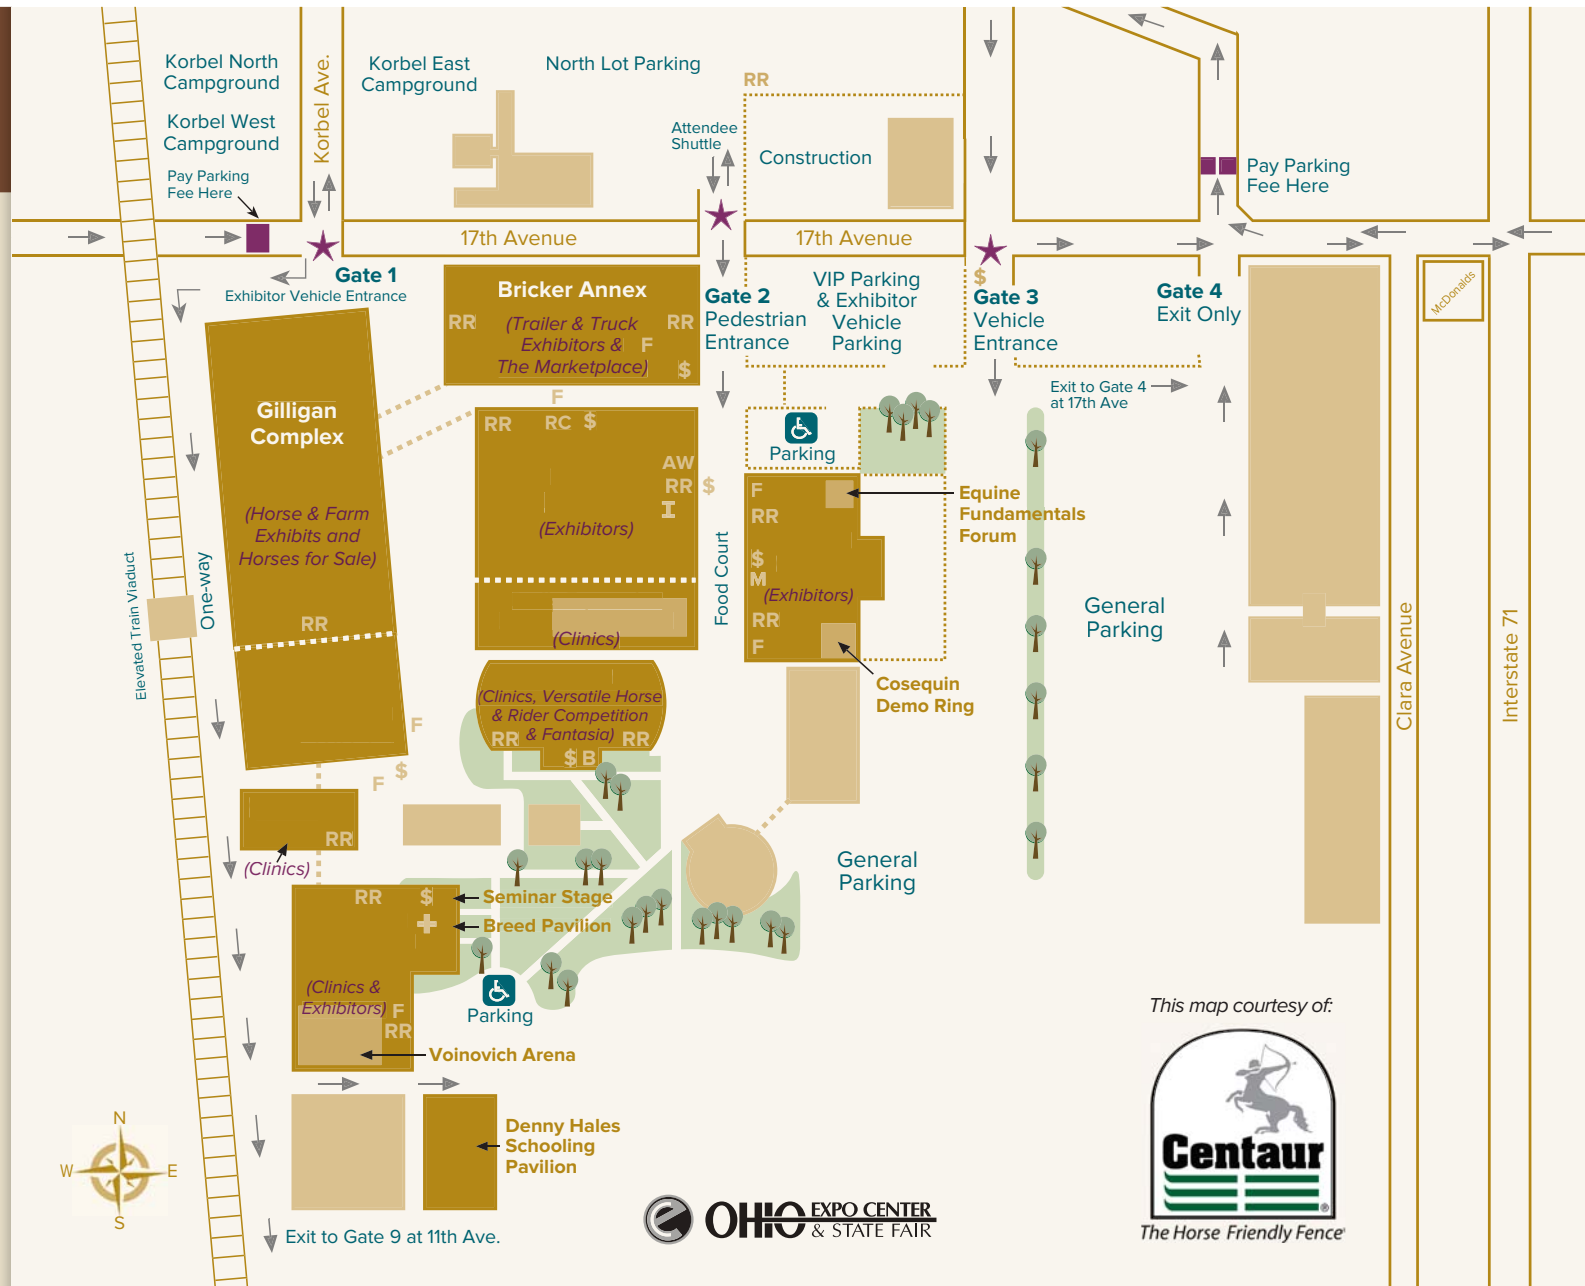 Korbel North
Campground
Korbel West
Campground
Pay Parking
Fee Here
Korbel Ave.
Korbel East
Campground
North Lot Parking
RR
Attendee
Shuttle
Construction
Pay Parking
Fee Here
17th Avenue
17th Avenue
Gate 1
Exhibitor Vehicle Entrance
Bricker Annex
(Trailer & Truck
Exhibitors &
The Marketplace)
RR
RR
F
$
Gate 2
Pedestrian
Entrance
VIP Parking
& Exhibitor
Vehicle
Parking
$
Gate 3
Vehicle
Entrance
Gate 4
Exit Only
McDonalds
Exit to Gate 4
at 17th Ave
Gilligan
Complex
(Horse & Farm
Exhibits and
Horses for Sale)
RR
F
RR
RC
$
AW
RR
$
I
(Exhibitors)
(Clinics)
Food Court
Parking
F
RR
$
M
(Exhibitors)
RR
F
Equine
Fundamentals
Forum
Cosequin
Demo Ring
General
Parking
Clara Avenue
Interstate 71
Elevated Train Viaduct
One-way
(Clinics, Versatile Horse
& Rider Competition
& Fantasia)
RR
RR
$ B
F
$
F
RR
(Clinics)
General
Parking
RR
$
Seminar Stage
Breed Pavilion
(Clinics &
Exhibitors)
F
RR
Parking
Voinovich Arena
Denny Hales
Schooling
Pavilion
N
W
E
S
Exit to Gate 9 at 11th Ave.
OHIO EXPO CENTER
& STATE FAIR
This map courtesy of:
Centaur
®
The Horse Friendly Fence